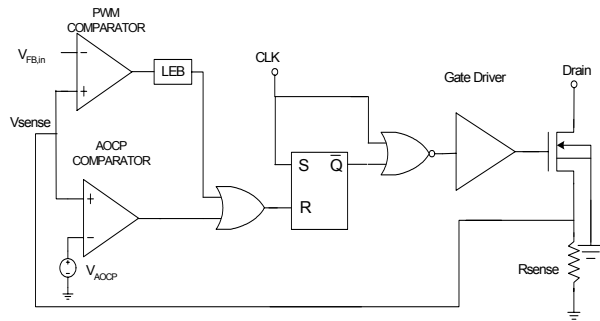 PWM
COMPARATOR
V_FB,in
−
+
LEB
Vsense
AOCP
COMPARATOR
+
−
V_AOCP
CLK
S
Q̅
R
Gate Driver
Drain
Rsense